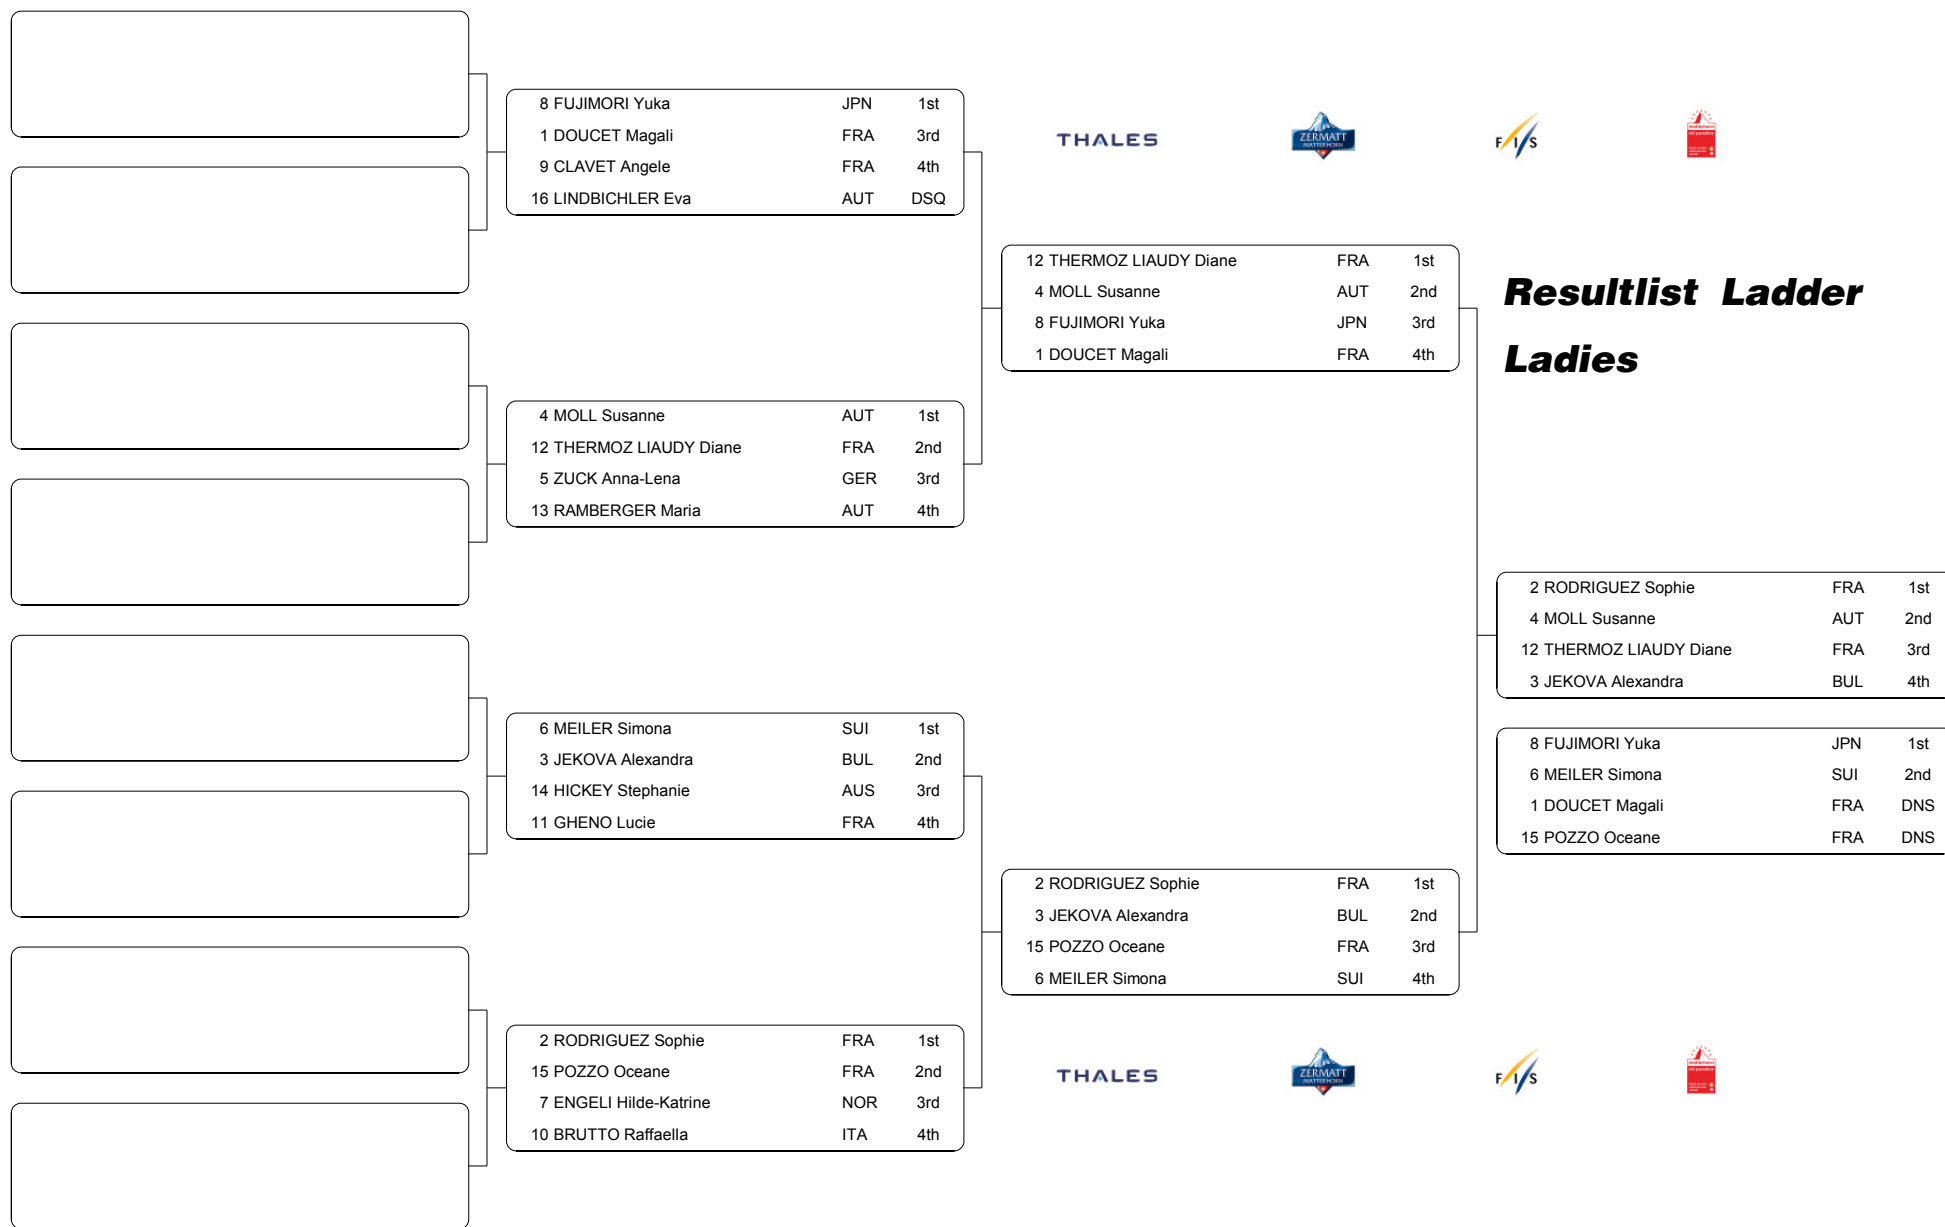 8 FUJIMORI Yuka JPN 1st
1 DOUCET Magali FRA 3rd
9 CLAVET Angele FRA 4th
16 LINDBICHLER Eva AUT DSQ
4 MOLL Susanne AUT 1st
12 THERMOZ LIAUDY Diane FRA 2nd
5 ZUCK Anna-Lena GER 3rd
13 RAMBERGER Maria AUT 4th
6 MEILER Simona SUI 1st
3 JEKOVA Alexandra BUL 2nd
14 HICKEY Stephanie AUS 3rd
11 GHENO Lucie FRA 4th
2 RODRIGUEZ Sophie FRA 1st
15 POZZO Oceane FRA 2nd
7 ENGELI Hilde-Katrine NOR 3rd
10 BRUTTO Raffaella ITA 4th
THALES
ZERMATT
MATTERHORN
F I S
12 THERMOZ LIAUDY Diane FRA 1st
4 MOLL Susanne AUT 2nd
8 FUJIMORI Yuka JPN 3rd
1 DOUCET Magali FRA 4th
2 RODRIGUEZ Sophie FRA 1st
3 JEKOVA Alexandra BUL 2nd
15 POZZO Oceane FRA 3rd
6 MEILER Simona SUI 4th
Resultlist Ladder
Ladies
2 RODRIGUEZ Sophie FRA 1st
4 MOLL Susanne AUT 2nd
12 THERMOZ LIAUDY Diane FRA 3rd
3 JEKOVA Alexandra BUL 4th
8 FUJIMORI Yuka JPN 1st
6 MEILER Simona SUI 2nd
1 DOUCET Magali FRA DNS
15 POZZO Oceane FRA DNS
THALES
ZERMATT
MATTERHORN
F I S